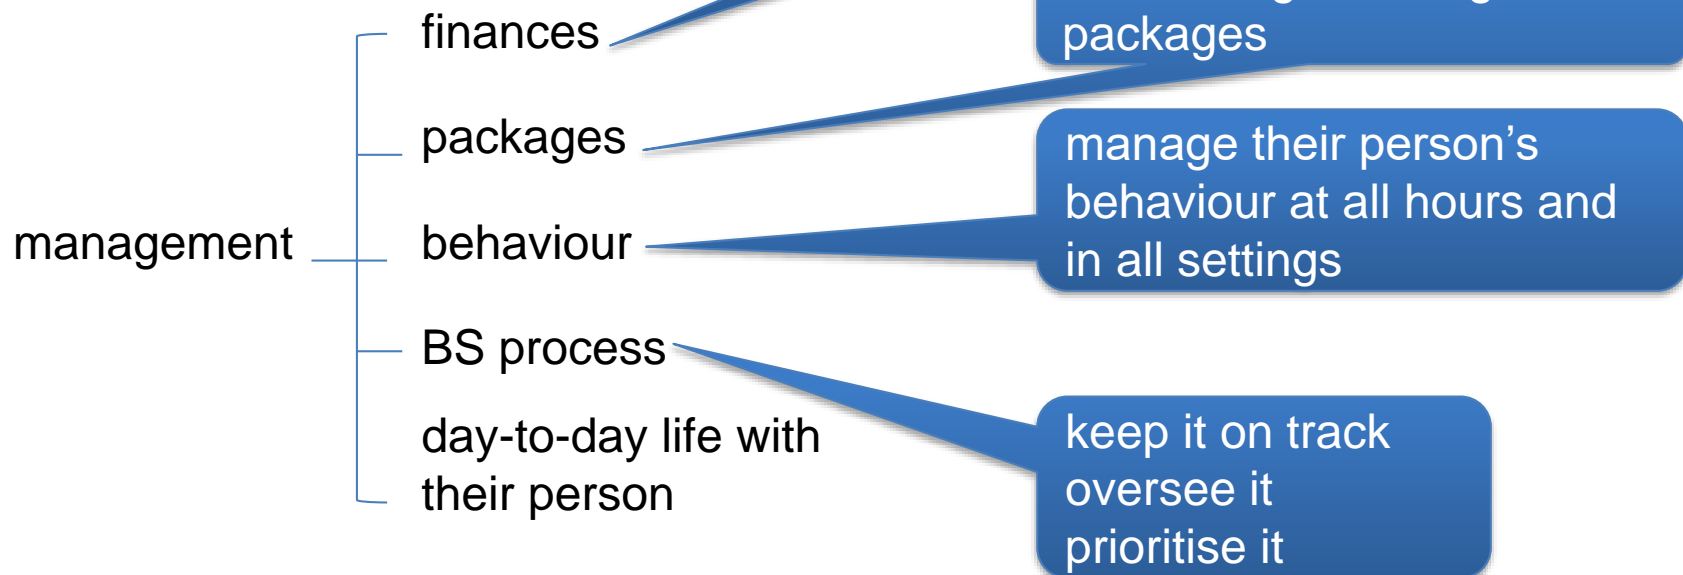 finances
packages
packages
manage their person's
behaviour at all hours and
in all settings
management
behaviour
BS process
day-to-day life with
their person
keep it on track
oversee it
prioritise it